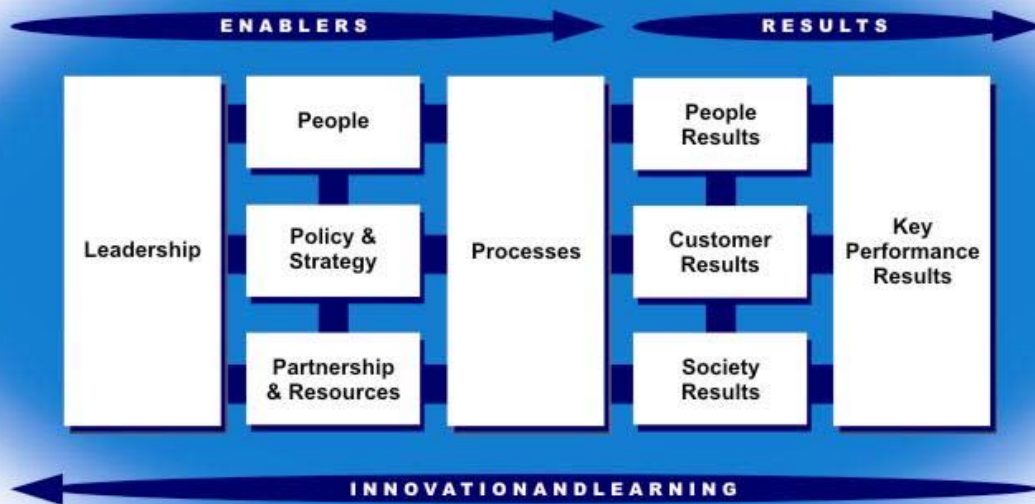 ENABLERS
RESULTS
Leadership
People
Policy &
Strategy
Partnership
& Resources
Processes
People
Results
Customer
Results
Society
Results
Key
Performance
Results
INNOVATIONANDLEARNING